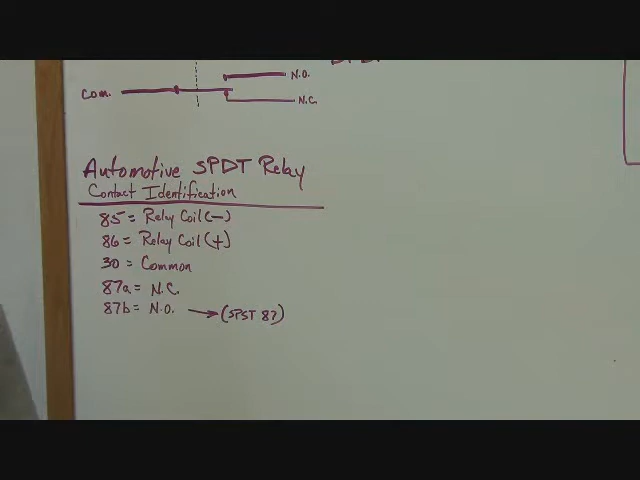 N.O.
Com.
N.C.
Automotive SPDT Relay
Contact Identification
85 = Relay Coil (-)
86 = Relay Coil (+)
30 = Common
87a = N.C.
87b = N.O. → (SPST 87)